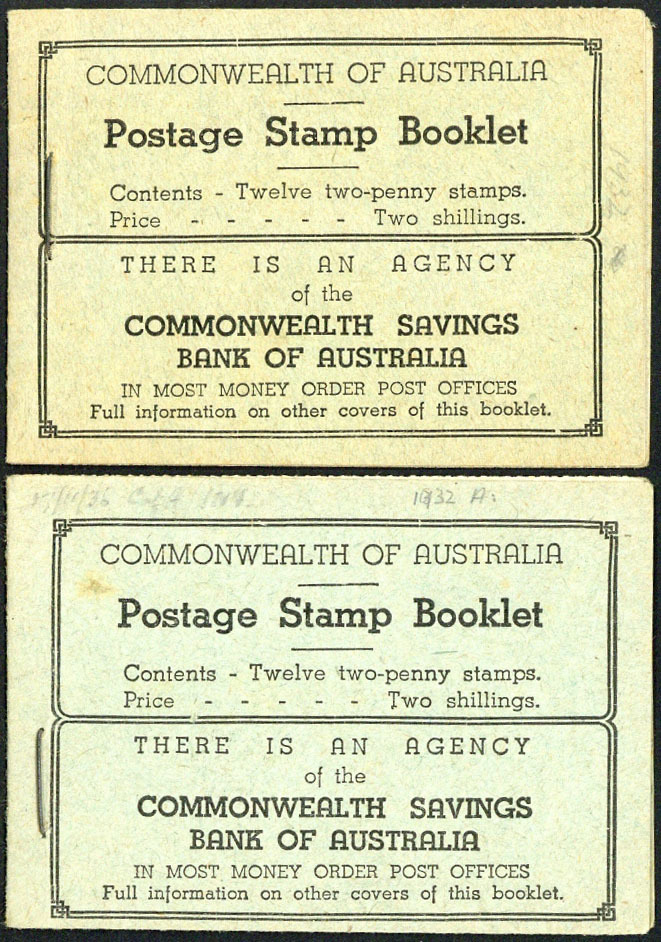 COMMONWEALTH OF AUSTRALIA
Postage Stamp Booklet
Contents - Twelve two-penny stamps.
Price - - - - - Two shillings.
THERE IS AN AGENCY
of the
COMMONWEALTH SAVINGS
BANK OF AUSTRALIA
IN MOST MONEY ORDER POST OFFICES
Full information on other covers of this booklet.
1932
1932 A.
COMMONWEALTH OF AUSTRALIA
Postage Stamp Booklet
Contents - Twelve two-penny stamps.
Price - - - - - Two shillings.
THERE IS AN AGENCY
of the
COMMONWEALTH SAVINGS
BANK OF AUSTRALIA
IN MOST MONEY ORDER POST OFFICES
Full information on other covers of this booklet.